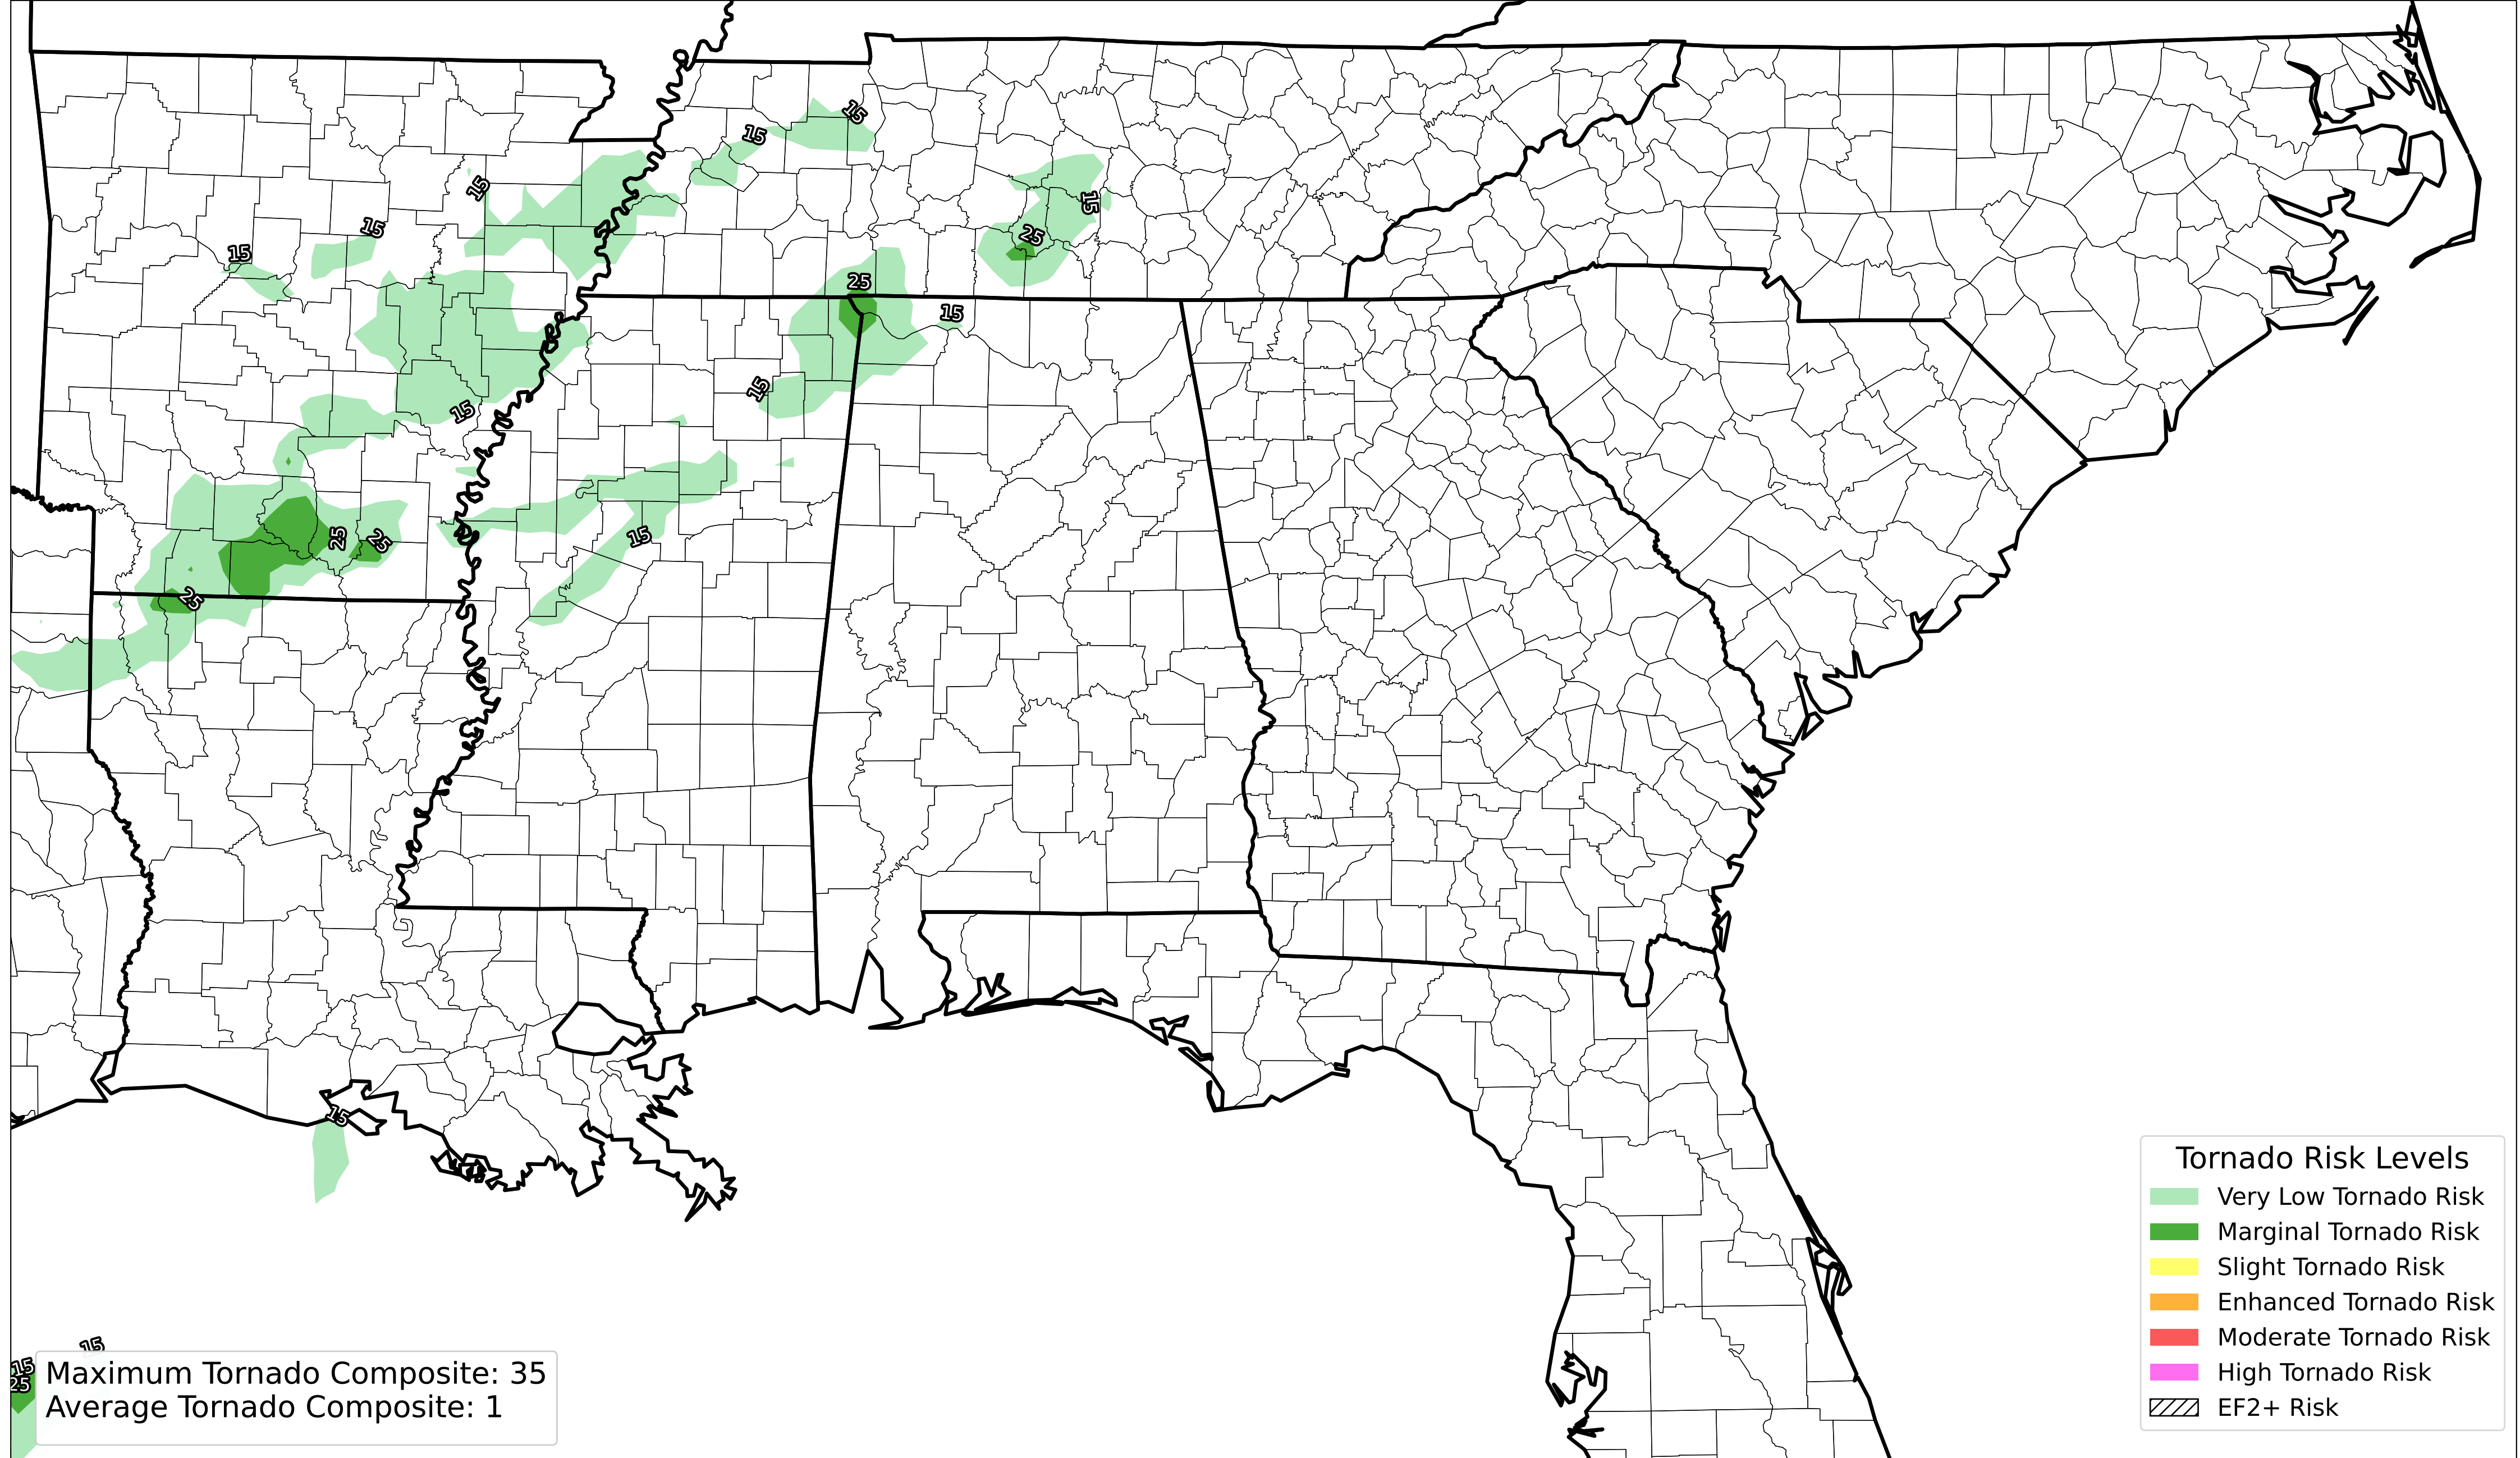 15
15
15
15
15
15
25
25
15
15
15
25
25
15
25
15
15
15
25
Maximum Tornado Composite: 35
Average Tornado Composite: 1
Tornado Risk Levels
Very Low Tornado Risk
Marginal Tornado Risk
Slight Tornado Risk
Enhanced Tornado Risk
Moderate Tornado Risk
High Tornado Risk
EF2+ Risk